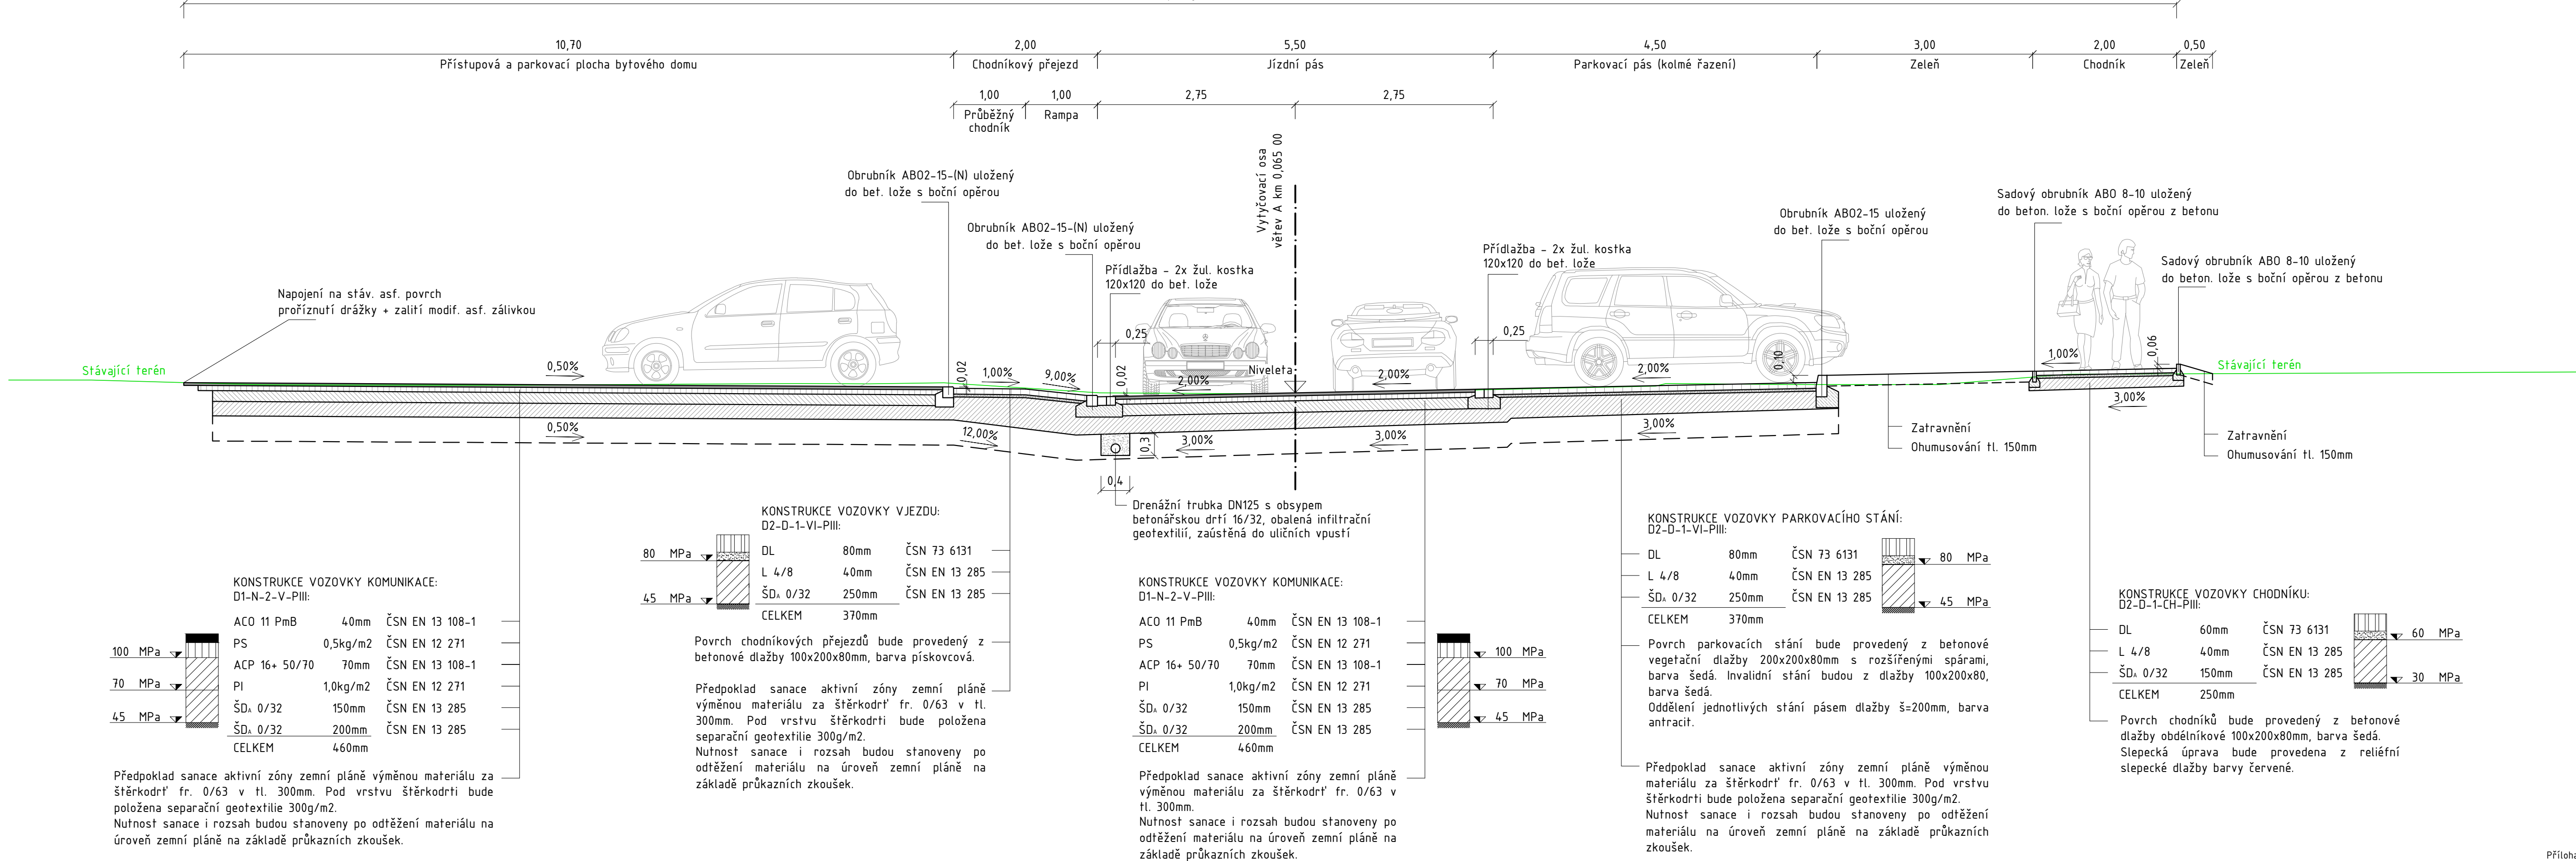 10,70
2,00
5,50
4,50
3,00
2,00
0,50
Přístupová a parkovací plocha bytového domu
Chodníkový přejezd
Jízdní pás
Parkovací pás (kolmé řazení)
Zeleň
Chodník
Zeleň
1,00
1,00
2,75
2,75
Průběžný
chodník
Rampa
Vytyčovací osa
větev A km 0,065 00
Obrubník ABO2-15-(N) uložený
do bet. lože s boční opěrou
Obrubník ABO2-15-(N) uložený
do bet. lože s boční opěrou
Přídlažba - 2x žul. kostka
120x120 do bet. lože
Přídlažba - 2x žul. kostka
120x120 do bet. lože
Obrubník ABO2-15 uložený
do bet. lože s boční opěrou
Sadový obrubník ABO 8-10 uložený
do beton. lože s boční opěrou z betonu
Sadový obrubník ABO 8-10 uložený
do beton. lože s boční opěrou z betonu
Napojení na stáv. asf. povrch
proříznutí drážky + zalití modif. asf. zálivkou
Stávající terén
0,50%
0,02
1,00%
9,00%
0,25
0,02
2,00%
Niveleta
2,00%
0,25
2,00%
0,10
1,00%
0,06
Stávající terén
0,50%
12,00%
0,3
3,00%
3,00%
3,00%
3,00%
0,4
Zatravnění
Ohumusování tl. 150mm
Zatravnění
Ohumusování tl. 150mm
Drenážní trubka DN125 s obsypem
betonářskou drtí 16/32, obalená infiltrační
geotextilií, zaústěná do uličních vpustí
KONSTRUKCE VOZOVKY KOMUNIKACE:
D1-N-2-V-PIII:
ACO 11 PmB 40mm ČSN EN 13 108-1
PS 0,5kg/m2 ČSN EN 12 271
ACP 16+ 50/70 70mm ČSN EN 13 108-1
PI 1,0kg/m2 ČSN EN 12 271
ŠDA 0/32 150mm ČSN EN 13 285
ŠDA 0/32 200mm ČSN EN 13 285
CELKEM 460mm
100 MPa
70 MPa
45 MPa
Předpoklad sanace aktivní zóny zemní pláně výměnou materiálu za
štěrkodrť fr. 0/63 v tl. 300mm. Pod vrstvu štěrkodrti bude
položena separační geotextilie 300g/m2.
Nutnost sanace i rozsah budou stanoveny po odtěžení materiálu na
úroveň zemní pláně na základě průkazních zkoušek.
KONSTRUKCE VOZOVKY VJEZDU:
D2-D-1-VI-PIII:
DL 80mm ČSN 73 6131
L 4/8 40mm ČSN EN 13 285
ŠDA 0/32 250mm ČSN EN 13 285
CELKEM 370mm
80 MPa
45 MPa
Povrch chodníkových přejezdů bude provedený z
betonové dlažby 100x200x80mm, barva pískovcová.
Předpoklad sanace aktivní zóny zemní pláně
výměnou materiálu za štěrkodrť fr. 0/63 v tl.
300mm. Pod vrstvu štěrkodrti bude položena
separační geotextilie 300g/m2.
Nutnost sanace i rozsah budou stanoveny po
odtěžení materiálu na úroveň zemní pláně na
základě průkazních zkoušek.
KONSTRUKCE VOZOVKY KOMUNIKACE:
D1-N-2-V-PIII:
ACO 11 PmB 40mm ČSN EN 13 108-1
PS 0,5kg/m2 ČSN EN 12 271
ACP 16+ 50/70 70mm ČSN EN 13 108-1
PI 1,0kg/m2 ČSN EN 12 271
ŠDA 0/32 150mm ČSN EN 13 285
ŠDA 0/32 200mm ČSN EN 13 285
CELKEM 460mm
100 MPa
70 MPa
45 MPa
Předpoklad sanace aktivní zóny zemní pláně
výměnou materiálu za štěrkodrť fr. 0/63 v
tl. 300mm.
Nutnost sanace i rozsah budou stanoveny po
odtěžení materiálu na úroveň zemní pláně na
základě průkazních zkoušek.
KONSTRUKCE VOZOVKY PARKOVACÍHO STÁNÍ:
D2-D-1-VI-PIII:
DL 80mm ČSN 73 6131
L 4/8 40mm ČSN EN 13 285
ŠDA 0/32 250mm ČSN EN 13 285
CELKEM 370mm
80 MPa
45 MPa
Povrch parkovacích stání bude provedený z betonové
vegetační dlažby 200x200x80mm s rozšířenými spárami,
barva šedá. Invalidní stání budou z dlažby 100x200x80,
barva šedá.
Oddělení jednotlivých stání pásem dlažby š=200mm, barva
antracit.
Předpoklad sanace aktivní zóny zemní pláně výměnou
materiálu za štěrkodrť fr. 0/63 v tl. 300mm. Pod vrstvu
štěrkodrti bude položena separační geotextilie 300g/m2.
Nutnost sanace i rozsah budou stanoveny po odtěžení
materiálu na úroveň zemní pláně na základě průkazních
zkoušek.
KONSTRUKCE VOZOVKY CHODNÍKU:
D2-D-1-CH-PIII:
DL 60mm ČSN 73 6131
L 4/8 40mm ČSN EN 13 285
ŠDA 0/32 150mm ČSN EN 13 285
CELKEM 250mm
60 MPa
30 MPa
Povrch chodníků bude provedený z betonové
dlažby obdélníkové 100x200x80mm, barva šedá.
Slepecká úprava bude provedena z reliéfní
slepecké dlažby barvy červené.
Příloha